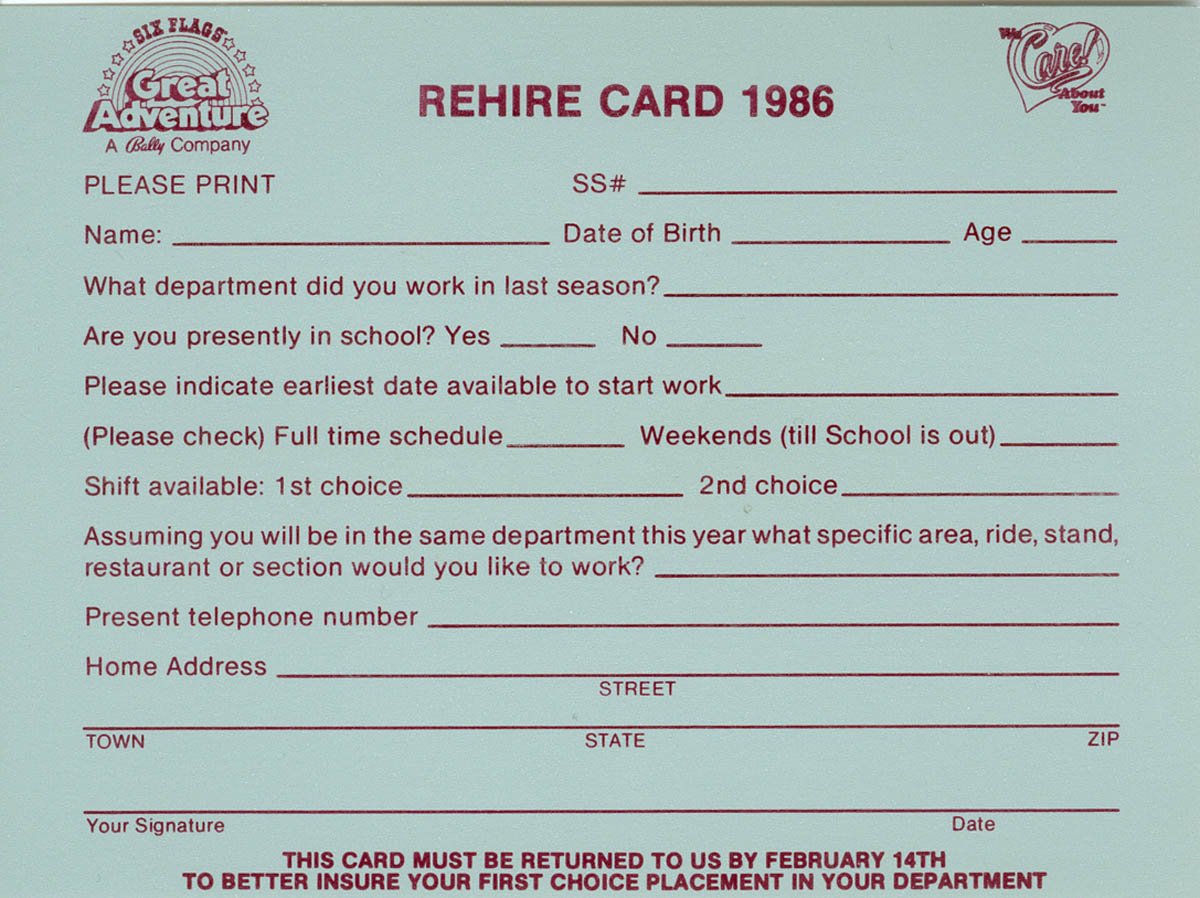 SIX FLAGS
Great
Adventure
A Bally Company
REHIRE CARD 1986
We
Care!
About
You™
PLEASE PRINT SS#
Name: Date of Birth Age
What department did you work in last season?
Are you presently in school? Yes No
Please indicate earliest date available to start work
(Please check) Full time schedule Weekends (till School is out)
Shift available: 1st choice 2nd choice
Assuming you will be in the same department this year what specific area, ride, stand,
restaurant or section would you like to work?
Present telephone number
Home Address
STREET
TOWN STATE ZIP
Your Signature Date
THIS CARD MUST BE RETURNED TO US BY FEBRUARY 14TH
TO BETTER INSURE YOUR FIRST CHOICE PLACEMENT IN YOUR DEPARTMENT